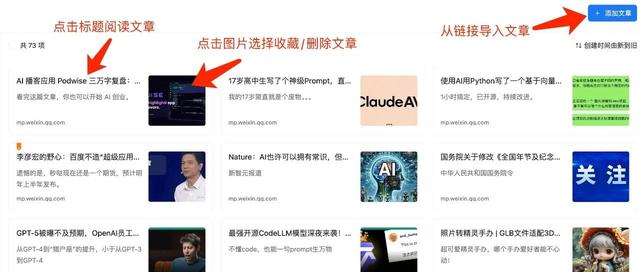 + 添加文章
点击标题阅读文章
点击图片选择收藏/删除文章
从链接导入文章
共 73 项
创建时间由新到旧
AI 播客应用 Podwise 三万字复盘：...
看完这篇文章，你也可以开始 AI 创业。
mp.weixin.qq.com
17岁高中生写了个神级Prompt，直...
我的17岁简直就是个废物。。。
ClaudeAV
mp.weixin.qq.com
使用AI用Python写了一个基于向量...
1小时搞定，已开源，持续改进。
mp.weixin.qq.com
李彦宏的野心：百度不造“超级应用...
遗憾的是，秒哒现在还是一个期货，预计明
年上半年发布。
mp.weixin.qq.com
Nature：AI也许可以拥有常识，但...
新智元报道
AI
mp.weixin.qq.com
国务院关于修改《全国节日及纪念...
中华人民共和国国务院令
关注
mp.weixin.qq.com
GPT-5被曝不及预期，OpenAI员工...
从GPT-4到“猎户座”的提升，小于从GPT-3
到GPT-4
最强开源CodeLLM模型深夜来袭！...
不懂代码，也能一句prompt生万物
照片转精灵手办 | GLB文件适配3D...
超可爱精灵手办，哪个手办爱好者能不心
动！